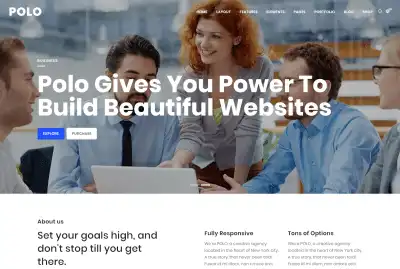 POLO
HOME LAYOUT FEATURES ELEMENTS PAGES PORTFOLIO BLOG SHOP
BUSINESS
Polo Gives You Power To
Build Beautiful Websites
EXPLORE PURCHASE
About us
Set your goals high, and
don't stop till you get
there.
Fully Responsive
We're POLO, a creative agency
located in the heart of New york city.
A true story, that never been told!
Fusce id mi diam, non ornare orci.
Tons of Options
We're POLO, a creative agency
located in the heart of New york city.
A true story, that never been told!
Fusce id mi diam, non ornare orci.